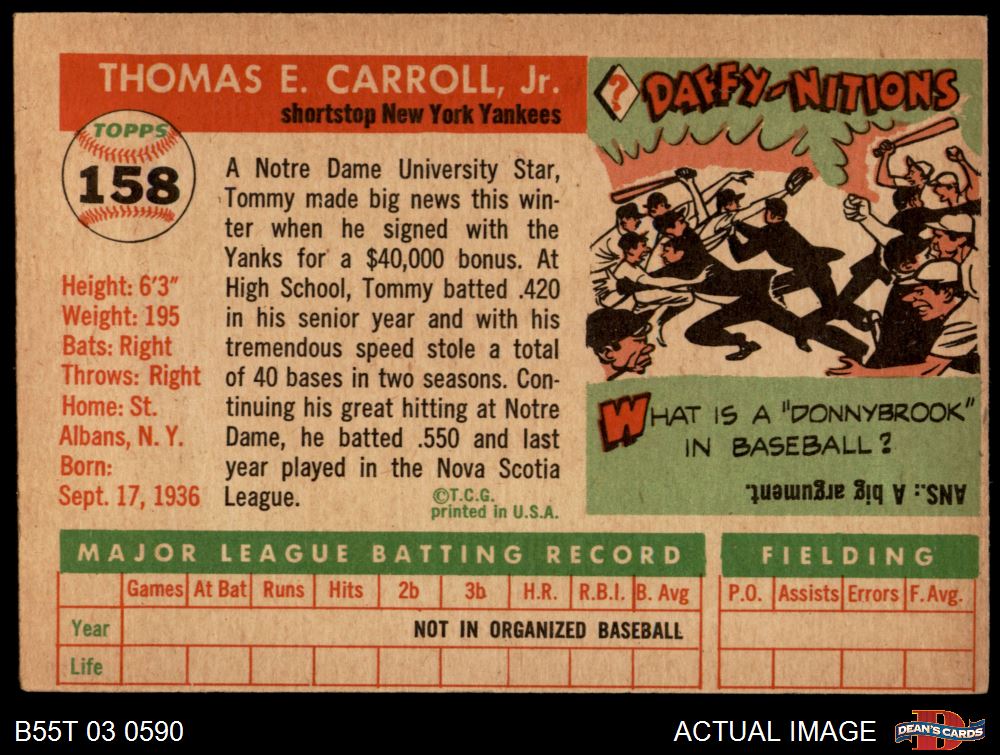 THOMAS E. CARROLL, Jr.
shortstop New York Yankees
TOPPS
158
A Notre Dame University Star,
Tommy made big news this win-
ter when he signed with the
Yanks for a $40,000 bonus. At
High School, Tommy batted .420
in his senior year and with his
tremendous speed stole a total
of 40 bases in two seasons. Con-
tinuing his great hitting at Notre
Dame, he batted .550 and last
year played in the Nova Scotia
League.
©T.C.G.
printed in U.S.A.
Height: 6'3"
Weight: 195
Bats: Right
Throws: Right
Home: St.
Albans, N. Y.
Born:
Sept. 17, 1936
?
DAFFY-NITIONS
WHAT IS A "DONNYBROOK"
IN BASEBALL?
ANS.: A big argument.
MAJOR LEAGUE BATTING RECORD
FIELDING
Games At Bat Runs Hits 2b 3b H.R. R.B.I. B. Avg
P.O. Assists Errors F. Avg.
Year NOT IN ORGANIZED BASEBALL
Life
B55T 03 0590
ACTUAL IMAGE
D
DEAN'S CARDS